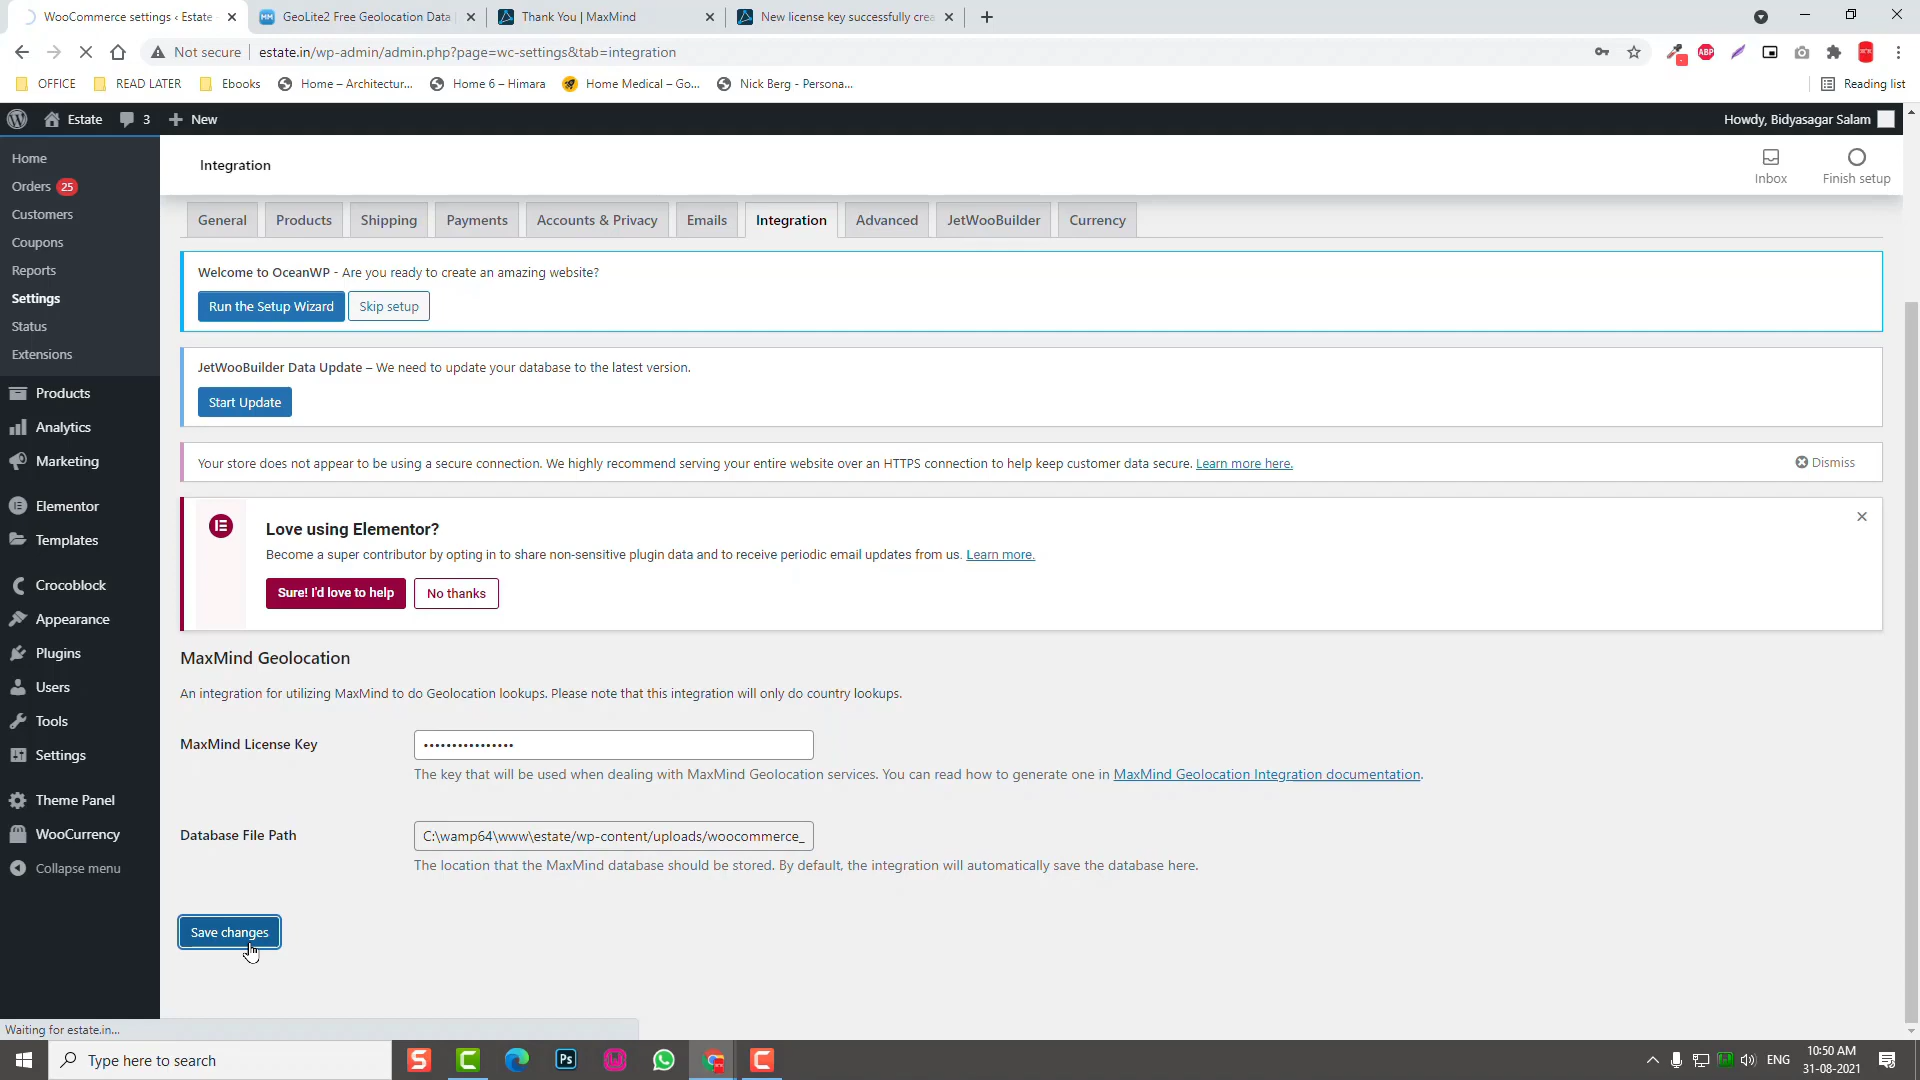 WooCommerce settings ‹ Estate
GeoLite2 Free Geolocation Data
Thank You | MaxMind
New license key successfully crea
Not secure
estate.in/wp-admin/admin.php?page=wc-settings&tab=integration
OFFICE
READ LATER
Ebooks
Home – Architectur...
Home 6 – Himara
Home Medical – Go...
Nick Berg - Persona...
Reading list
Estate
3
New
Howdy, Bidyasagar Salam
Home
Orders 25
Customers
Coupons
Reports
Settings
Status
Extensions
Products
Analytics
Marketing
Elementor
Templates
Crocoblock
Appearance
Plugins
Users
Tools
Settings
Theme Panel
WooCurrency
Collapse menu
Integration
Inbox
Finish setup
General
Products
Shipping
Payments
Accounts & Privacy
Emails
Integration
Advanced
JetWooBuilder
Currency
Welcome to OceanWP - Are you ready to create an amazing website?
Run the Setup Wizard
Skip setup
JetWooBuilder Data Update – We need to update your database to the latest version.
Start Update
Your store does not appear to be using a secure connection. We highly recommend serving your entire website over an HTTPS connection to help keep customer data secure. Learn more here.
Dismiss
Love using Elementor?
Become a super contributor by opting in to share non-sensitive plugin data and to receive periodic email updates from us. Learn more.
Sure! I'd love to help
No thanks
MaxMind Geolocation
An integration for utilizing MaxMind to do Geolocation lookups. Please note that this integration will only do country lookups.
MaxMind License Key
••••••••••••••••
The key that will be used when dealing with MaxMind Geolocation services. You can read how to generate one in MaxMind Geolocation Integration documentation.
Database File Path
C:\wamp64\www\estate/wp-content/uploads/woocommerce_
The location that the MaxMind database should be stored. By default, the integration will automatically save the database here.
Save changes
Waiting for estate.in...
Type here to search
Ps
ENG
10:50 AM
31-08-2021